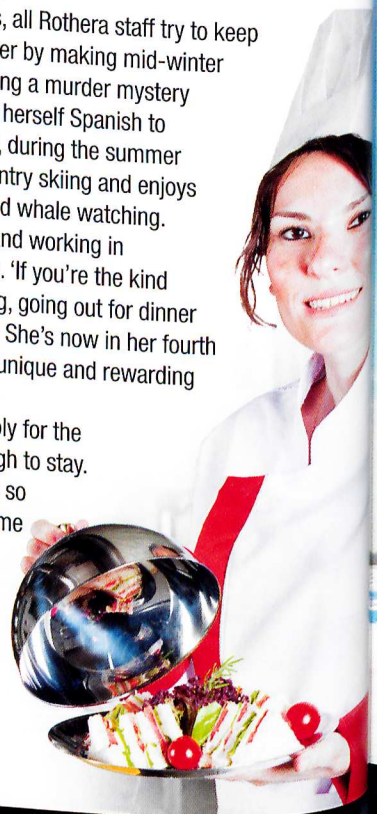 , all Rothera staff try to keep
er by making mid-winter
ng a murder mystery
herself Spanish to
, during the summer
ntry skiing and enjoys
d whale watching.
nd working in
. 'If you're the kind
g, going out for dinner
She's now in her fourth
unique and rewarding
ly for the
gh to stay.
so
me